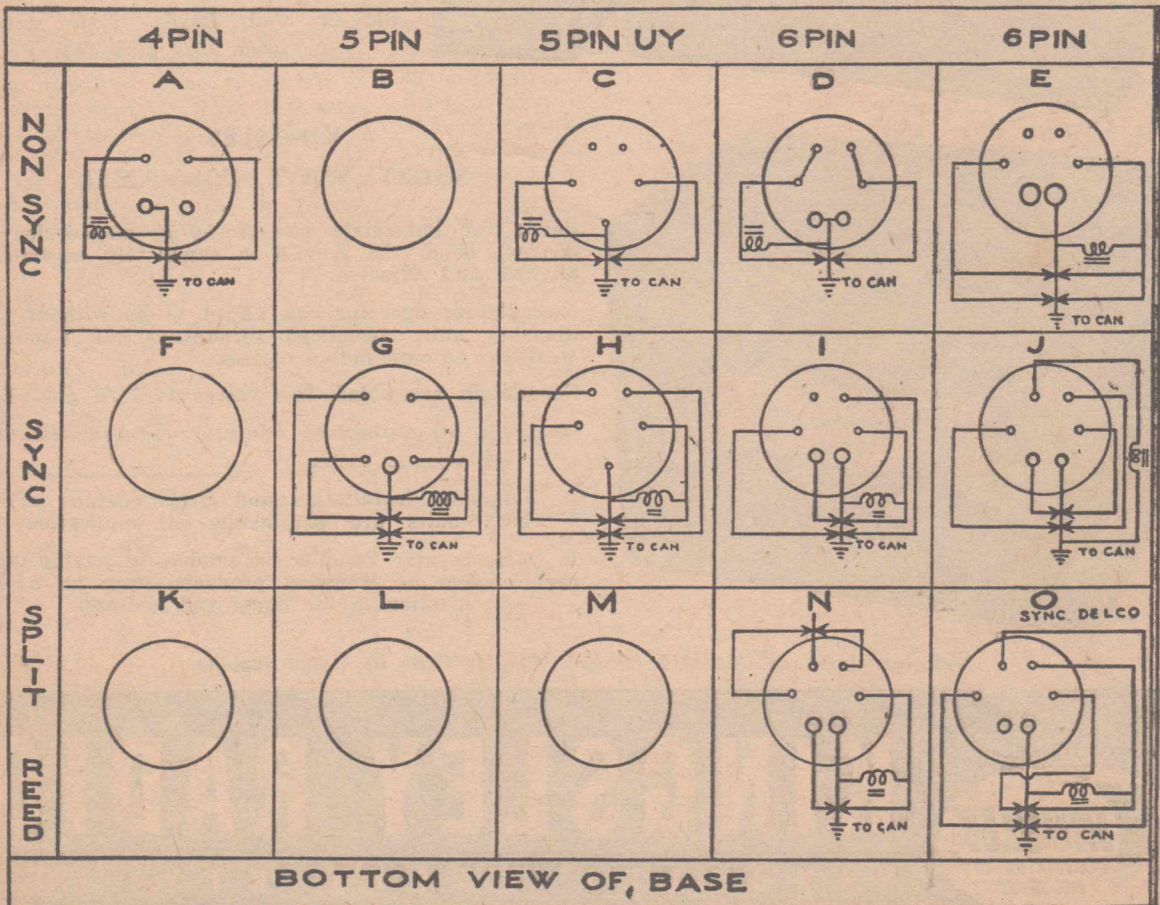 4 PIN 5 PIN 5 PIN UY 6 PIN 6 PIN
NON SYNC
A B C D E
TO CAN TO CAN TO CAN TO CAN
SYNC
F G H I J
TO CAN TO CAN TO CAN TO CAN
SPLIT REED
K L M N O
SYNC DELCO
TO CAN TO CAN
BOTTOM VIEW OF, BASE